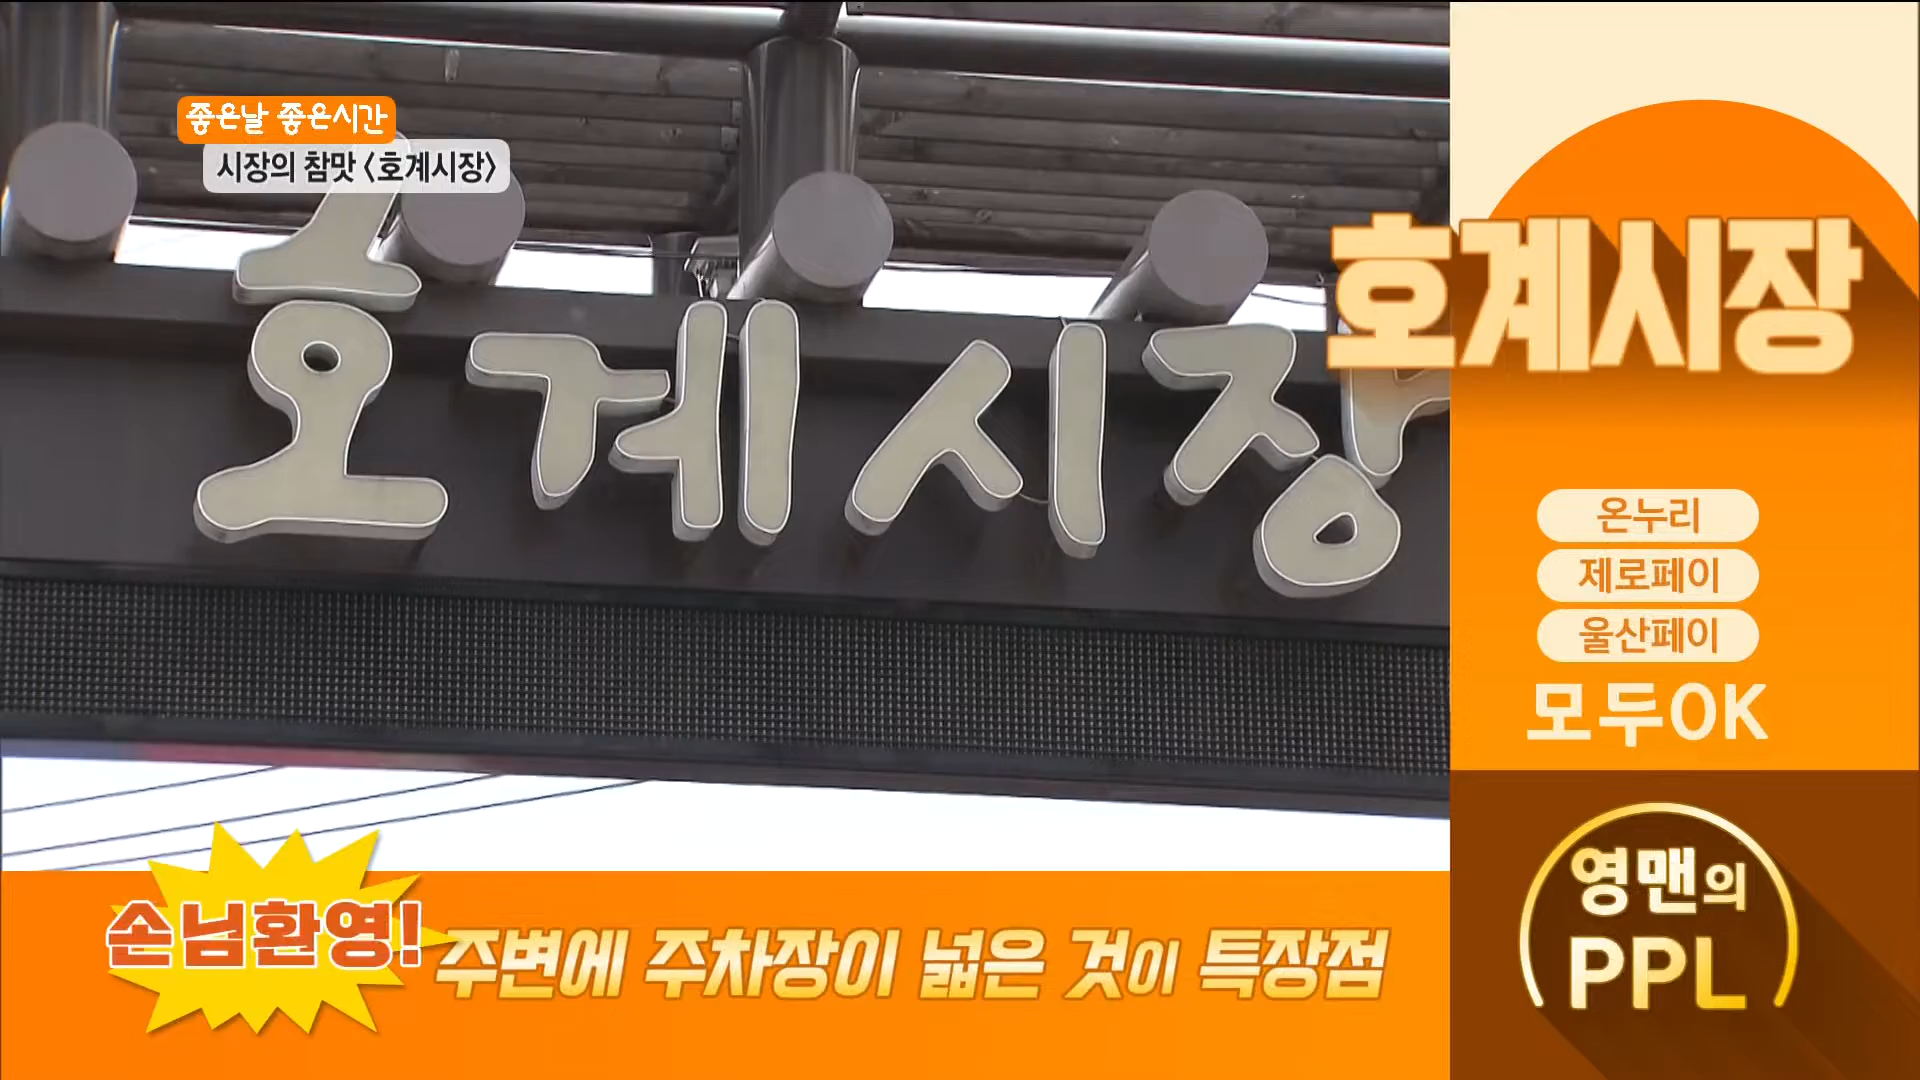 좋은날 좋은시간
시장의 참맛 <호계시장>
호계시장
호계시장
온누리
제로페이
울산페이
모두OK
손님환영!
주변에 주차장이 넓은 것이 특장점
영맨의
PPL